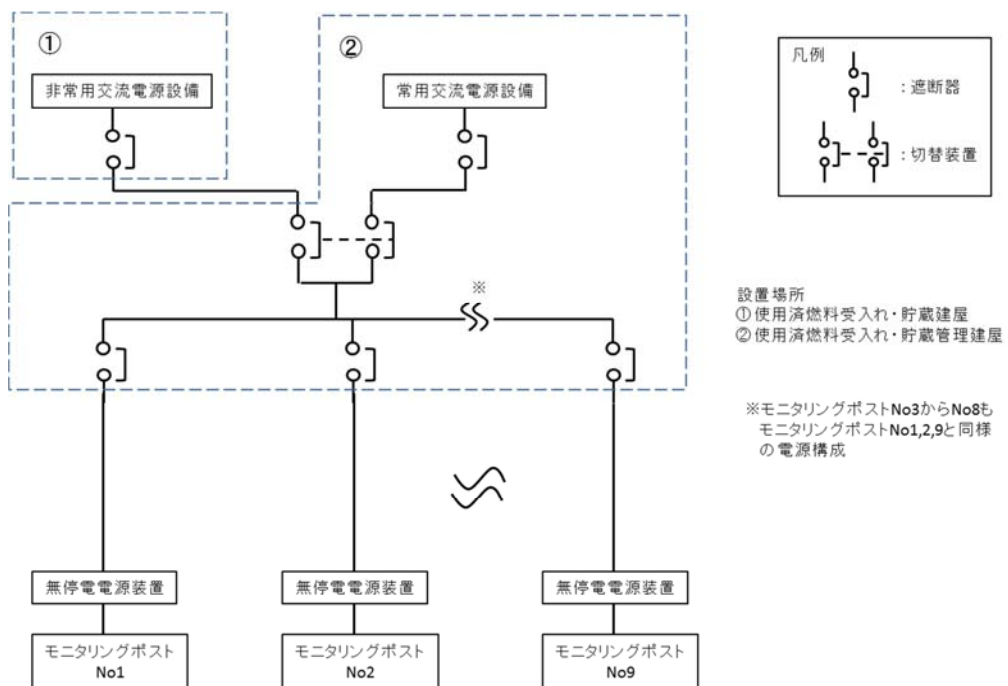 ①
②
非常用交流電源設備
常用交流電源設備
※
無停電電源装置
無停電電源装置
無停電電源装置
モニタリングポスト
No1
モニタリングポスト
No2
モニタリングポスト
No9
凡例
：遮断器
：切替装置
設置場所
①使用済燃料受入れ・貯蔵建屋
②使用済燃料受入れ・貯蔵管理建屋
※モニタリングポストNo3からNo8も
モニタリングポストNo1,2,9と同様
の電源構成